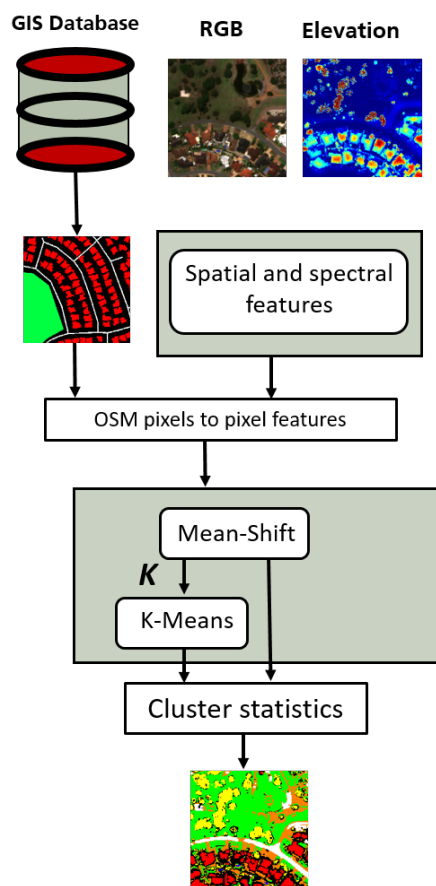 GIS Database
RGB
Elevation
Spatial and spectral
features
OSM pixels to pixel features
Mean-Shift
K
K-Means
Cluster statistics